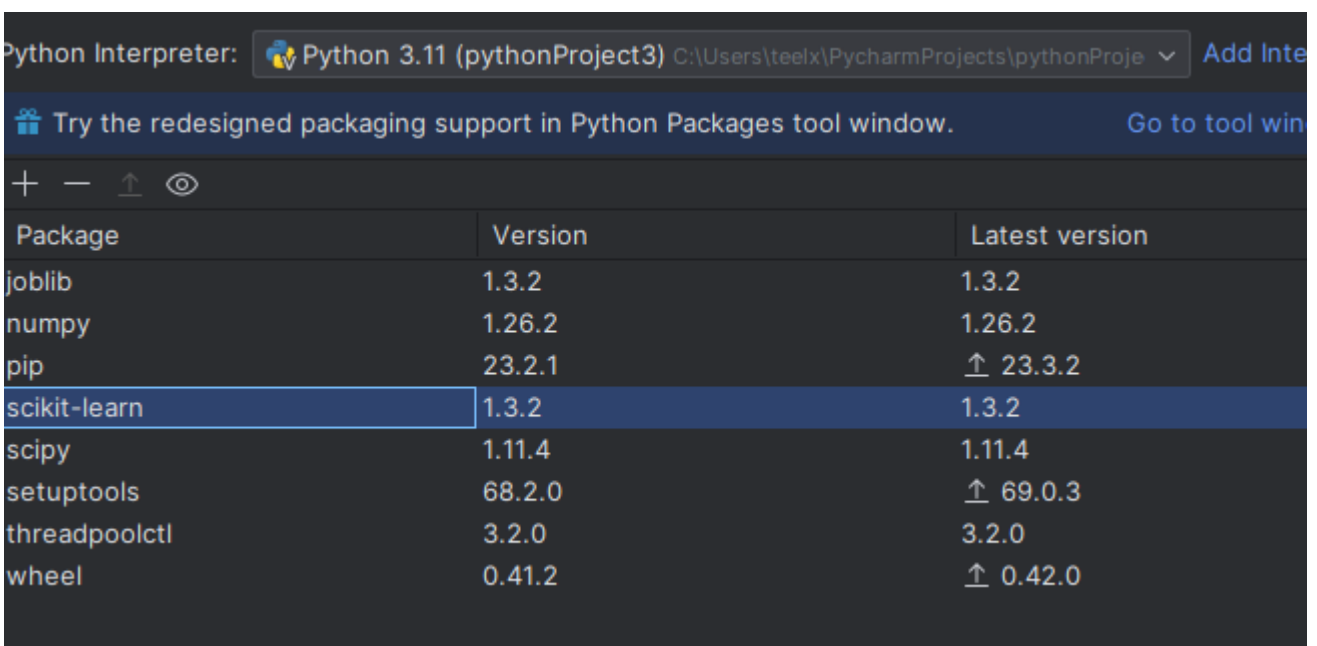 Python Interpreter: Python 3.11 (pythonProject3) C:\Users\teelx\PycharmProjects\pythonProje Add Inte
Try the redesigned packaging support in Python Packages tool window. Go to tool win
Package Version Latest version
joblib 1.3.2 1.3.2
numpy 1.26.2 1.26.2
pip 23.2.1 23.3.2
scikit-learn 1.3.2 1.3.2
scipy 1.11.4 1.11.4
setuptools 68.2.0 69.0.3
threadpoolctl 3.2.0 3.2.0
wheel 0.41.2 0.42.0